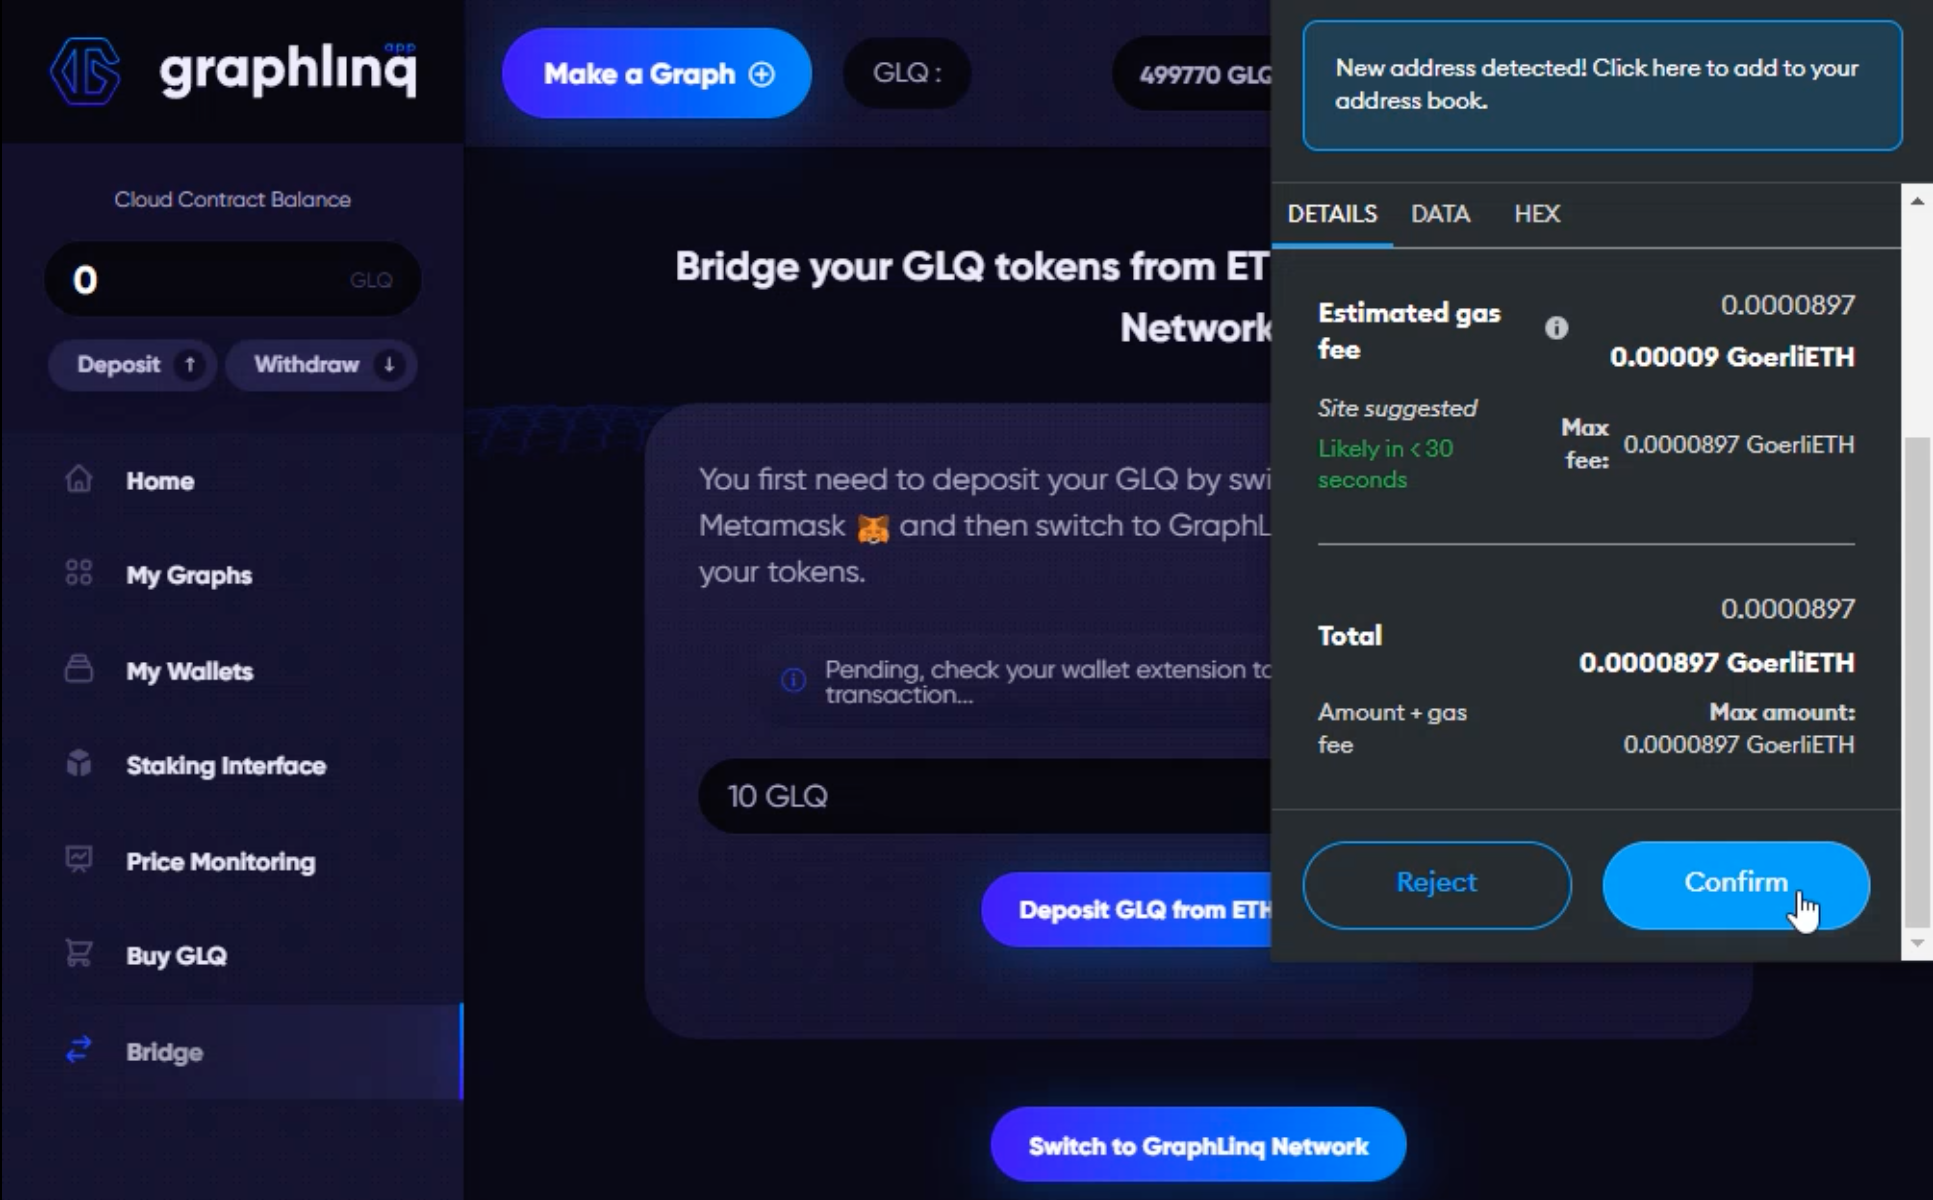 graphlinq app
Make a Graph
GLQ :
499770 GLQ
New address detected! Click here to add to your
address book.
Cloud Contract Balance
0 GLQ
Deposit
Withdraw
Home
My Graphs
My Wallets
Staking Interface
Price Monitoring
Buy GLQ
Bridge
Bridge your GLQ tokens from ET
Network
You first need to deposit your GLQ by swi
Metamask and then switch to GraphL
your tokens.
Pending, check your wallet extension to
transaction...
10 GLQ
Deposit GLQ from ETH
Switch to GraphLinq Network
DETAILS DATA HEX
Estimated gas
fee
0.0000897
0.00009 GoerliETH
Site suggested
Likely in < 30
seconds
Max
fee:
0.0000897 GoerliETH
Total
0.0000897
0.0000897 GoerliETH
Amount + gas
fee
Max amount:
0.0000897 GoerliETH
Reject
Confirm